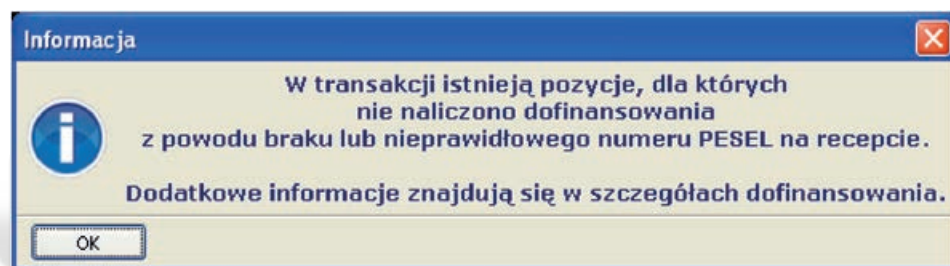 Informacja
W transakcji istnieją pozycje, dla których
nie naliczono dofinansowania
z powodu braku lub nieprawidłowego numeru PESEL na recepcie.
Dodatkowe informacje znajdują się w szczegółach dofinansowania.
OK